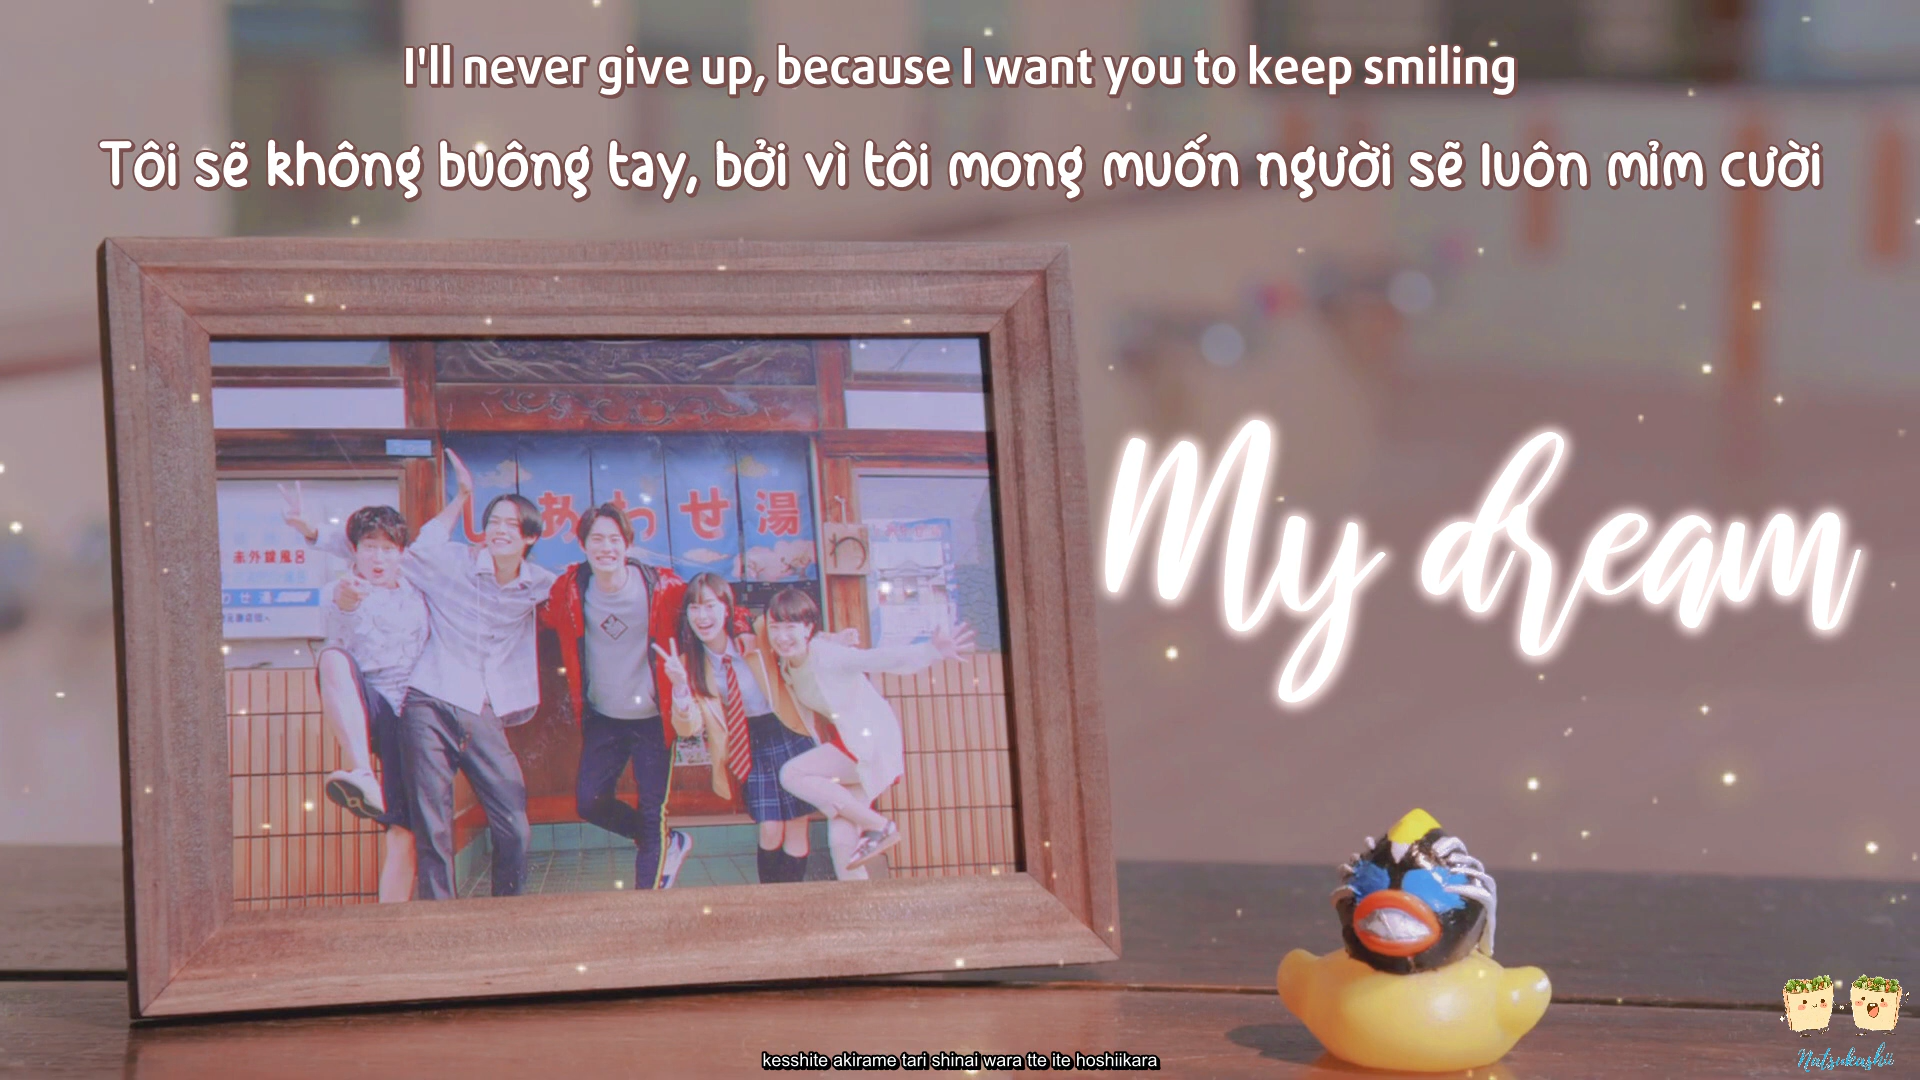 I'll never give up, because I want you to keep smiling
Tôi sẽ không buông tay, bởi vì tôi mong muốn người sẽ luôn mỉm cười
しあわせ湯
わ
My dream
kesshite akirame tari shinai wara tte ite hoshiikara
Natsukashii